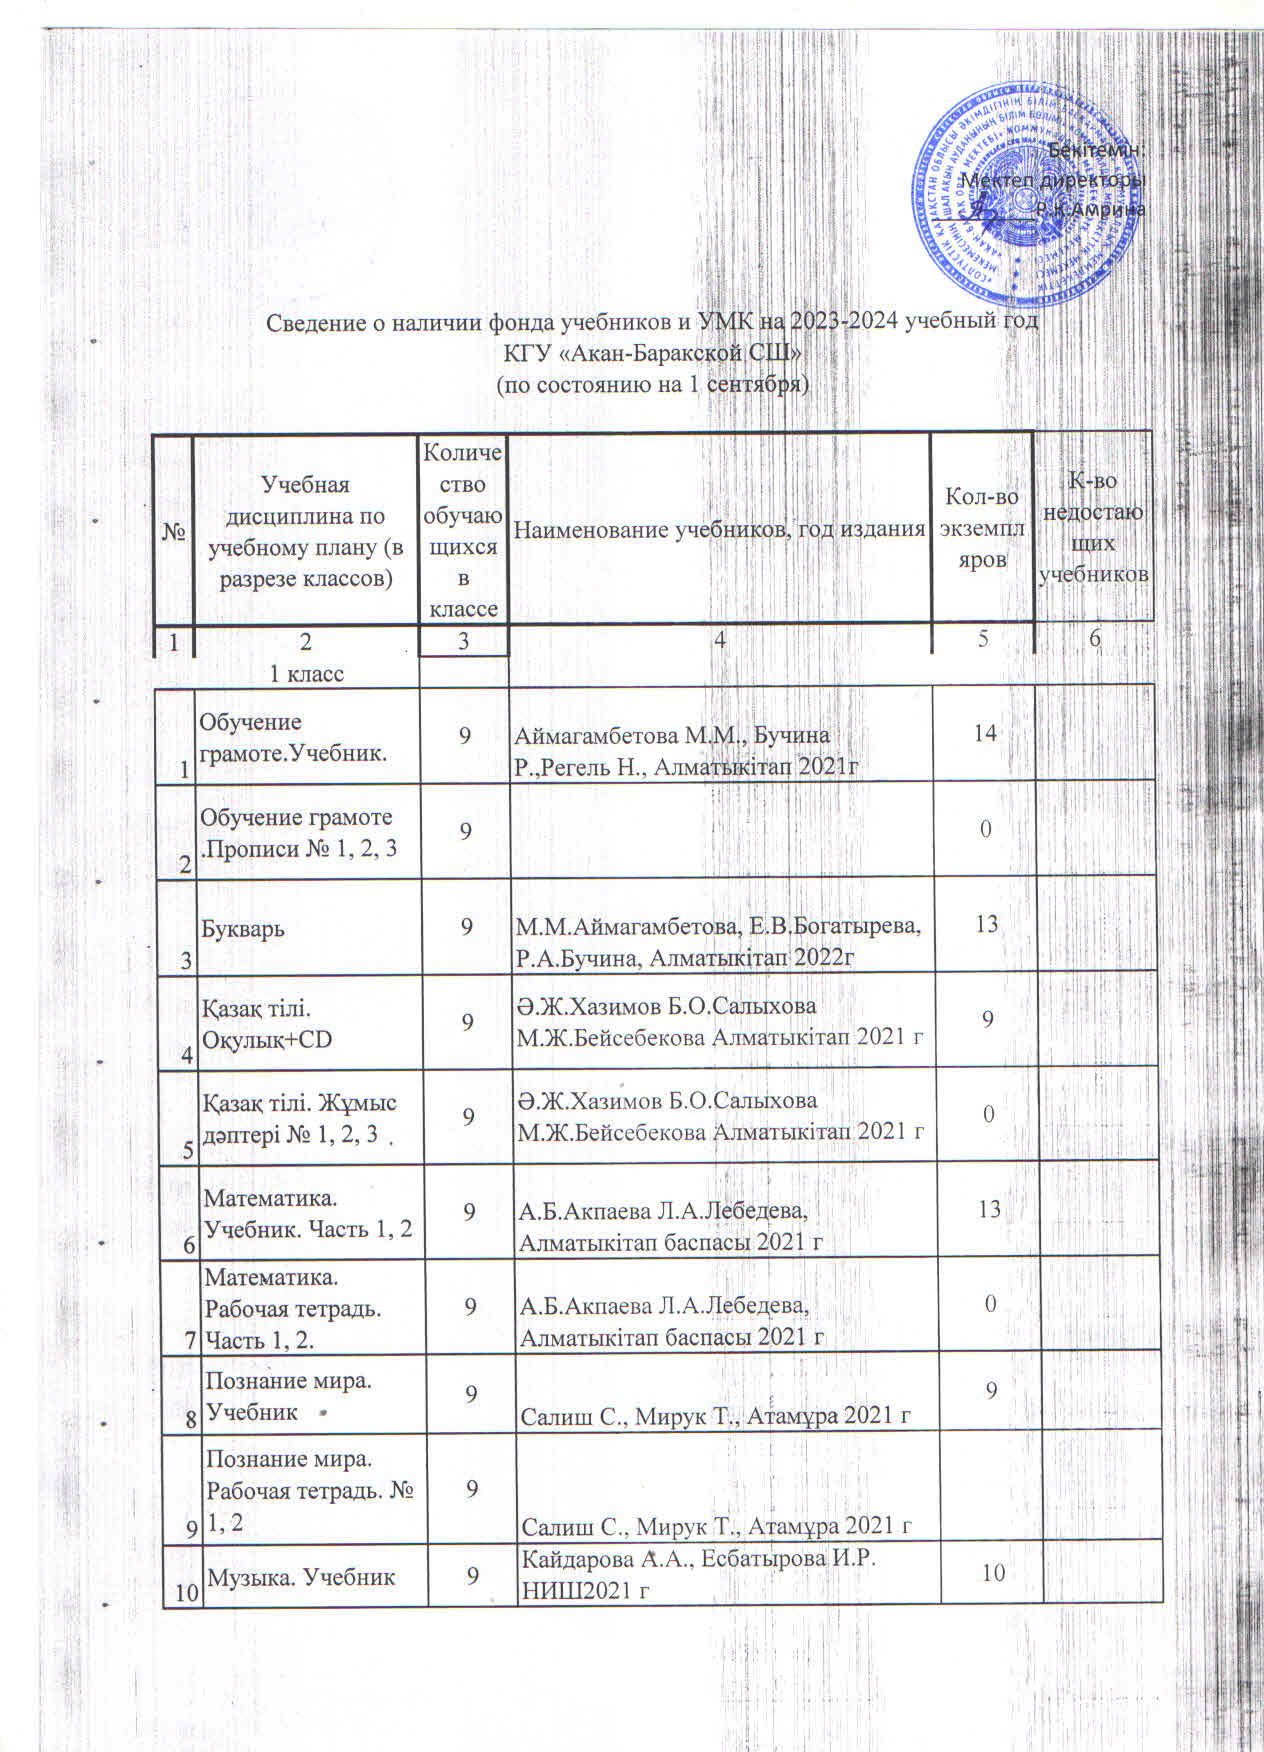 Бекітемін:
Мектеп директоры
Р.К.Амрина
Сведение о наличии фонда учебников и УМК на 2023-2024 учебный год
КГУ «Акан-Баракской СШ»
(по состоянию на 1 сентября)
№
Учебная
дисциплина по
учебному плану (в
разрезе классов)
Количе
ство
обучаю
щихся
в
классе
Наименование учебников, год издания
Кол-во
экземпл
яров
К-во
недостаю
щих
учебников
1 2 3 4 5 6
1 класс
1
Обучение
грамоте.Учебник.
9
Аймагамбетова М.М., Бучина
Р.,Регель Н., Алматыкітап 2021г
14
2
Обучение грамоте
.Прописи № 1, 2, 3
9
0
3
Букварь
9
М.М.Аймагамбетова, Е.В.Богатырева,
Р.А.Бучина, Алматыкітап 2022г
13
4
Қазақ тілі.
Оқулық+CD
9
Ә.Ж.Хазимов Б.О.Салыхова
М.Ж.Бейсебекова Алматыкітап 2021 г
9
5
Қазақ тілі. Жұмыс
дәптері № 1, 2, 3
9
Ә.Ж.Хазимов Б.О.Салыхова
М.Ж.Бейсебекова Алматыкітап 2021 г
0
6
Математика.
Учебник. Часть 1, 2
9
А.Б.Акпаева Л.А.Лебедева,
Алматыкітап баспасы 2021 г
13
7
Математика.
Рабочая тетрадь.
Часть 1, 2.
9
А.Б.Акпаева Л.А.Лебедева,
Алматыкітап баспасы 2021 г
0
8
Познание мира.
Учебник
9
Салиш С., Мирук Т., Атамұра 2021 г
9
9
Познание мира.
Рабочая тетрадь. №
1, 2
9
Салиш С., Мирук Т., Атамұра 2021 г
10
Музыка. Учебник
9
Кайдарова А.А., Есбатырова И.Р.
НИШ2021 г
10